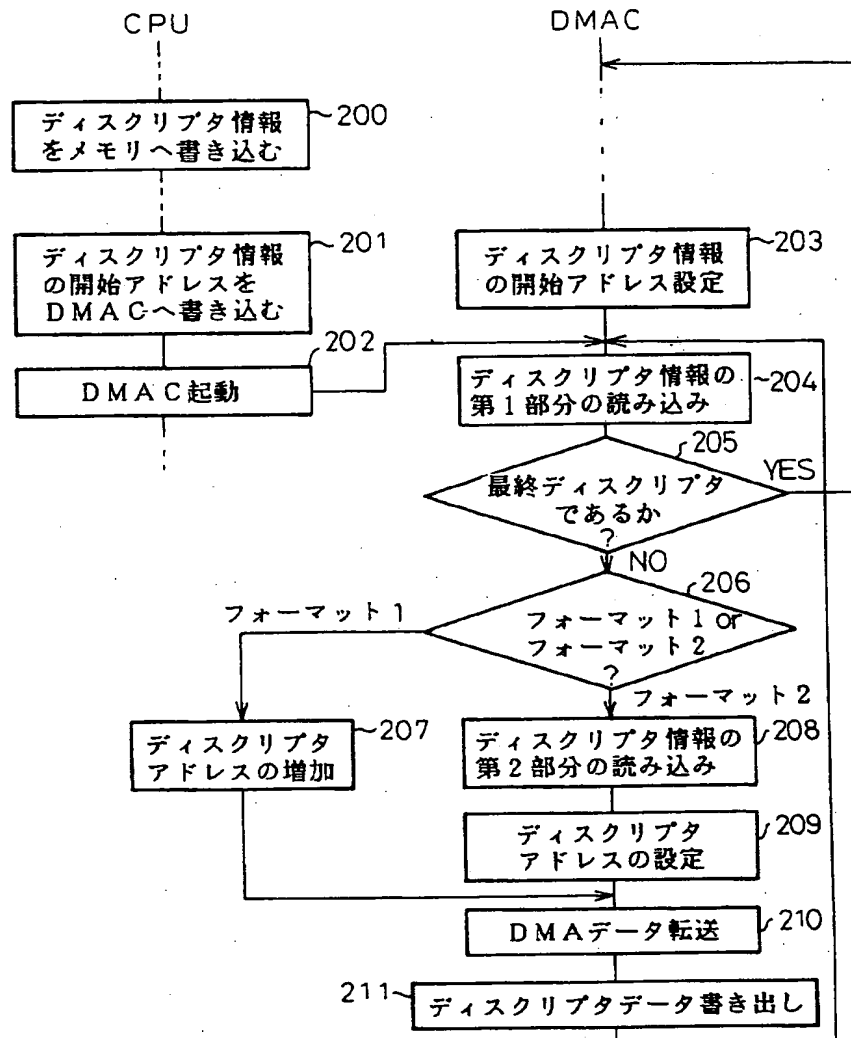 CPU
DMAC
ディスクリプタ情報
をメモリへ書き込む
200
ディスクリプタ情報
の開始アドレスを
DMACへ書き込む
201
ディスクリプタ情報
の開始アドレス設定
203
202
DMAC起動
ディスクリプタ情報の
第1部分の読み込み
204
205
最終ディスクリプタ
であるか
?
YES
NO
206
フォーマット1
フォーマット1 or
フォーマット2
?
フォーマット2
207
ディスクリプタ
アドレスの増加
ディスクリプタ情報の
第2部分の読み込み
208
ディスクリプタ
アドレスの設定
209
DMAデータ転送
210
211
ディスクリプタデータ書き出し